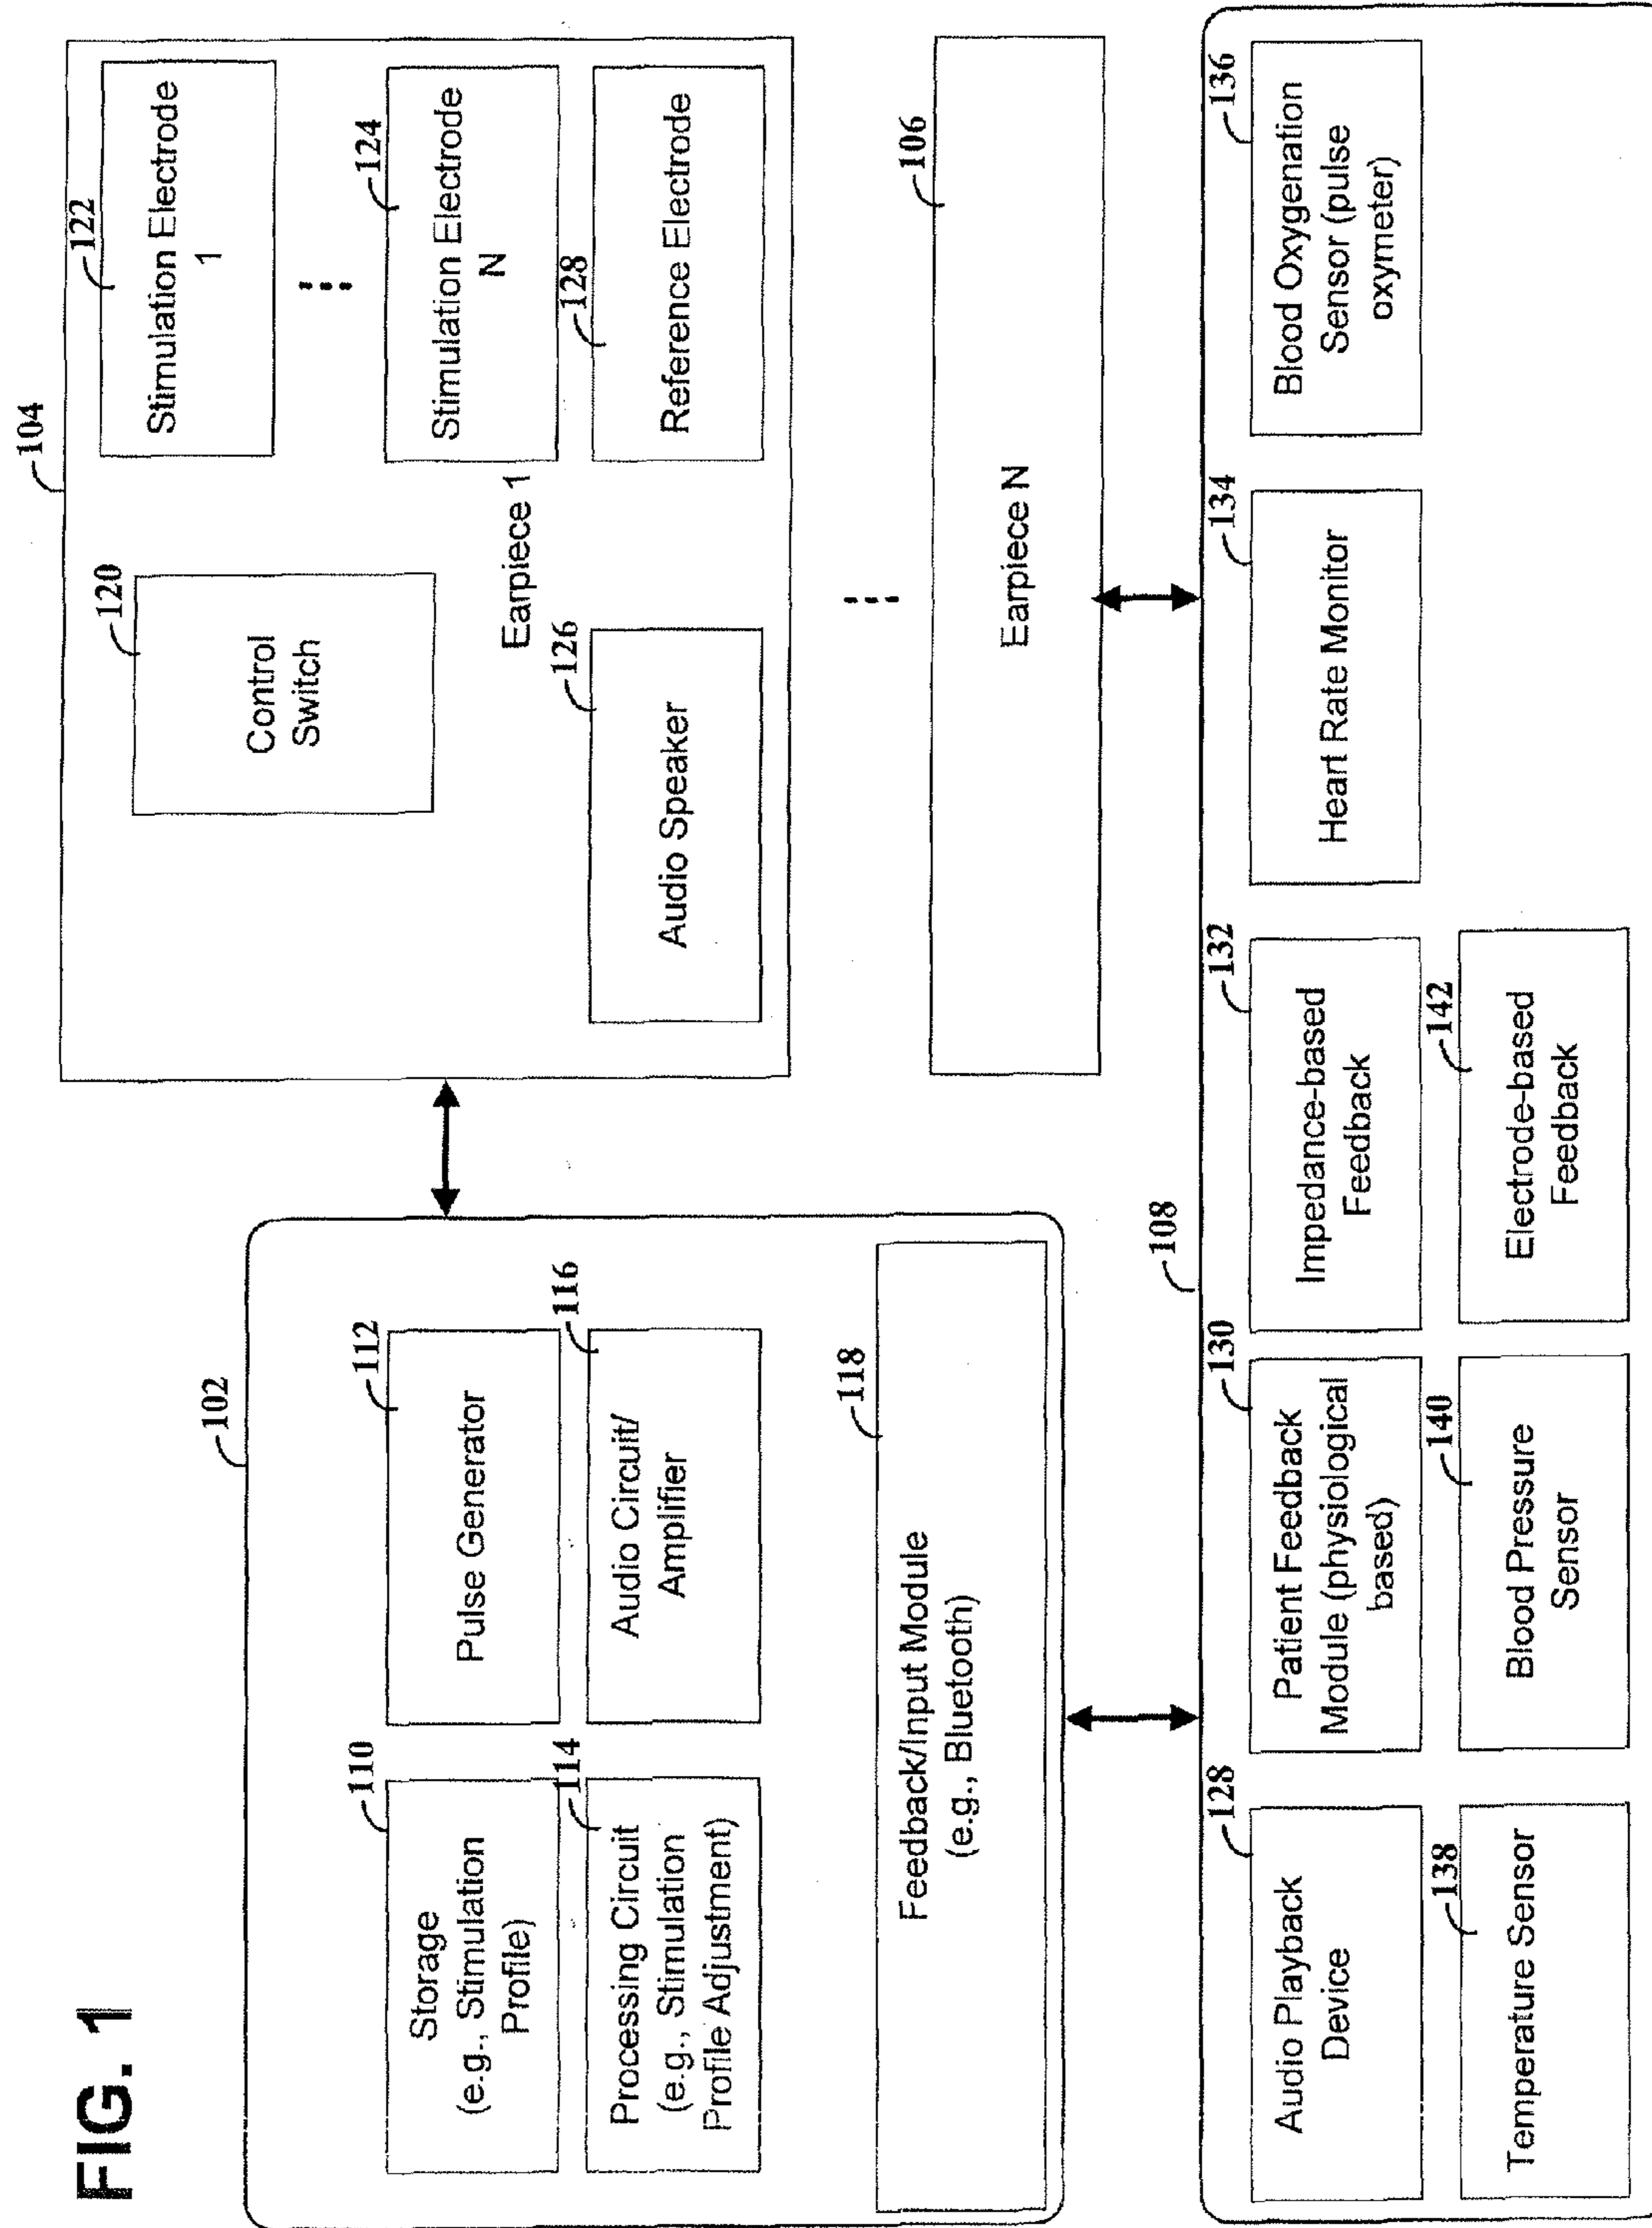 FIG. 1
102
110
Storage
(e.g., Stimulation
Profile)
112
Pulse Generator
114
Processing Circuit
(e.g., Stimulation
Profile Adjustment)
116
Audio Circuit/
Amplifier
118
Feedback/Input Module
(e.g., Bluetooth)
104
120
Control
Switch
122
Stimulation Electrode
1
124
Stimulation Electrode
N
Earpiece 1
126
Audio Speaker
128
Reference Electrode
106
Earpiece N
108
128
Audio Playback
Device
130
Patient Feedback
Module (physiological
based)
132
Impedance-based
Feedback
134
Heart Rate Monitor
136
Blood Oxygenation
Sensor (pulse
oxymeter)
138
Temperature Sensor
140
Blood Pressure
Sensor
142
Electrode-based
Feedback